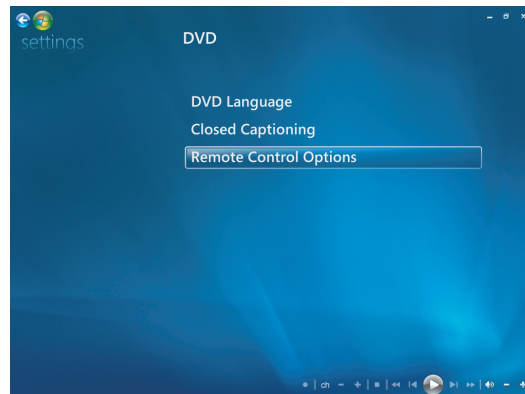 settings
DVD
DVD Language
Closed Captioning
Remote Control Options
ch